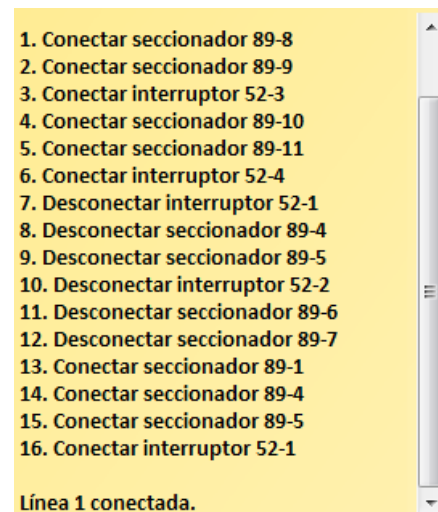 1. Conectar seccionador 89-8
2. Conectar seccionador 89-9
3. Conectar interruptor 52-3
4. Conectar seccionador 89-10
5. Conectar seccionador 89-11
6. Conectar interruptor 52-4
7. Desconectar interruptor 52-1
8. Desconectar seccionador 89-4
9. Desconectar seccionador 89-5
10. Desconectar interruptor 52-2
11. Desconectar seccionador 89-6
12. Desconectar seccionador 89-7
13. Conectar seccionador 89-1
14. Conectar seccionador 89-4
15. Conectar seccionador 89-5
16. Conectar interruptor 52-1
Línea 1 conectada.